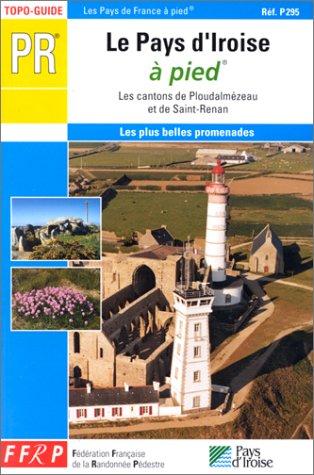 TOPO-GUIDE
Les Pays de France à pied®
Réf. P295
PR®
Le Pays d'Iroise
à pied®
Les cantons de Ploudalmézeau
et de Saint-Renan
Les plus belles promenades
FFRP
Fédération Française
de la Randonnée Pédestre
Pays
d'Iroise